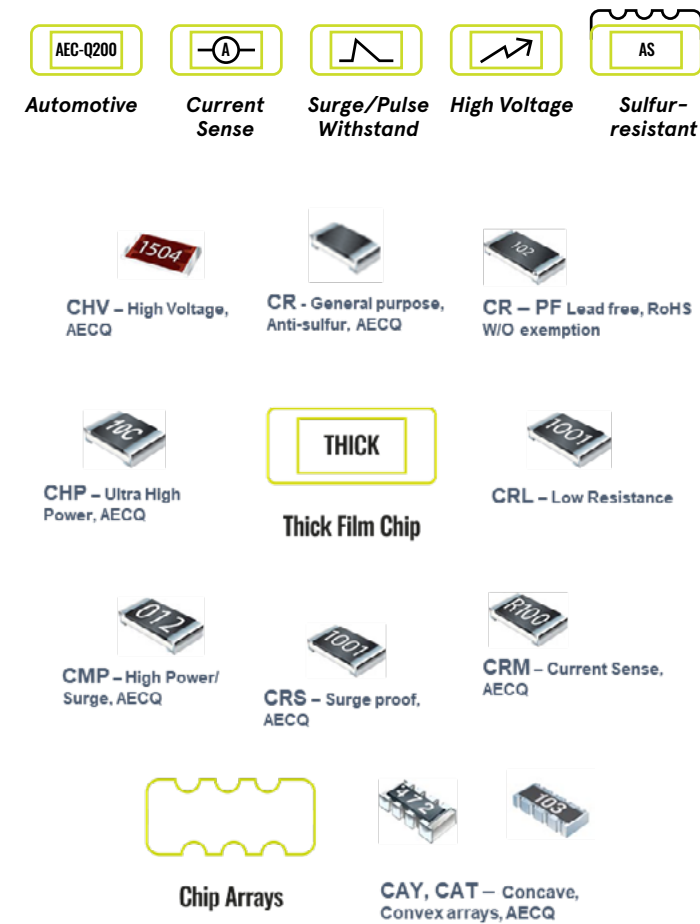 AEC-Q200
A
AS
Automotive
Current
Sense
Surge/Pulse
Withstand
High Voltage
Sulfur-
resistant
1504
102
CHV – High Voltage,
AECQ
CR - General purpose,
Anti-sulfur, AECQ
CR – PF Lead free, RoHS
W/O exemption
10C
THICK
1001
CHP – Ultra High
Power, AECQ
Thick Film Chip
CRL – Low Resistance
012
1001
R100
CMP – High Power/
Surge, AECQ
CRS – Surge proof,
AECQ
CRM – Current Sense,
AECQ
472
103
Chip Arrays
CAY, CAT – Concave,
Convex arrays, AECQ